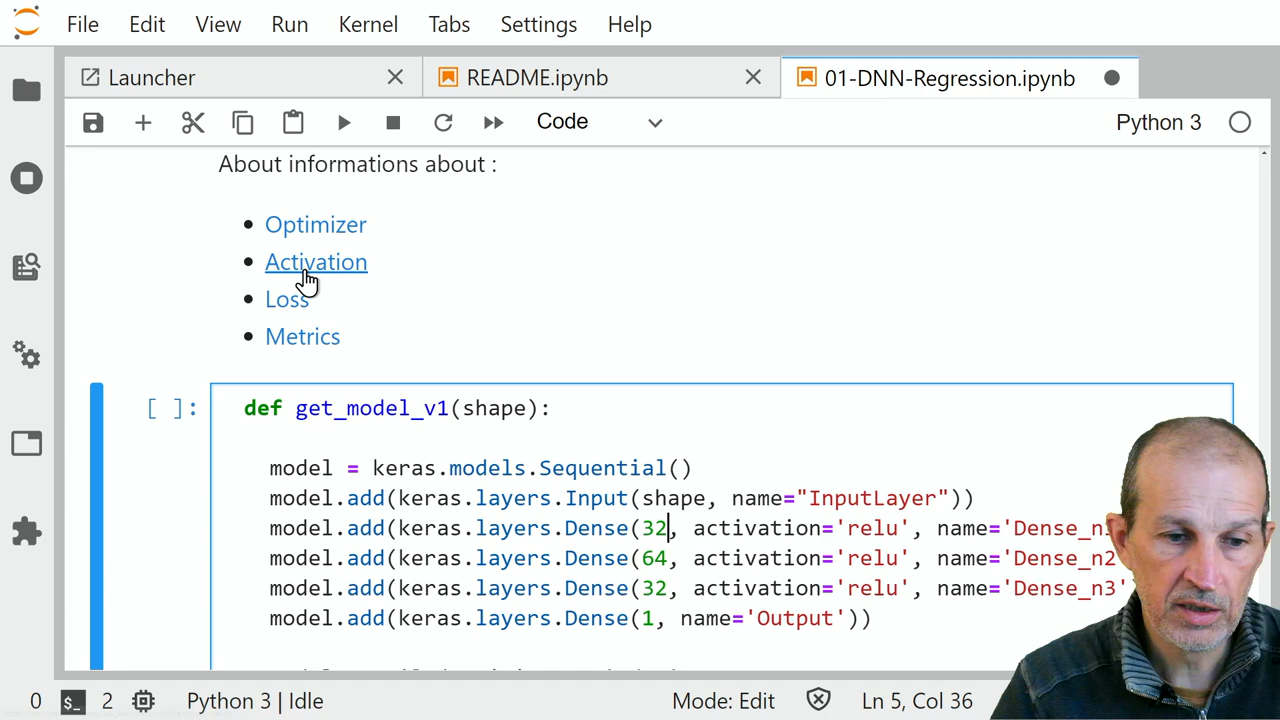 File Edit View Run Kernel Tabs Settings Help
Launcher README.ipynb 01-DNN-Regression.ipynb
Code Python 3
About informations about :
Optimizer
Activation
Loss
Metrics
[ ]: def get_model_v1(shape):
model = keras.models.Sequential()
model.add(keras.layers.Input(shape, name="InputLayer"))
model.add(keras.layers.Dense(32, activation='relu', name='Dense_n
model.add(keras.layers.Dense(64, activation='relu', name='Dense_n2
model.add(keras.layers.Dense(32, activation='relu', name='Dense_n3'
model.add(keras.layers.Dense(1, name='Output'))
0 $_ 2 Python 3 | Idle Mode: Edit Ln 5, Col 36